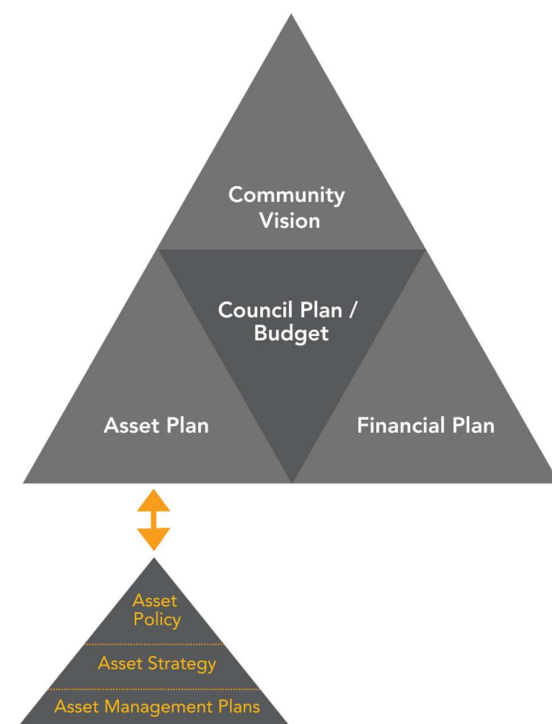 Community
Vision
Council Plan /
Budget
Asset Plan
Financial Plan
Asset
Policy
Asset Strategy
Asset Management Plans